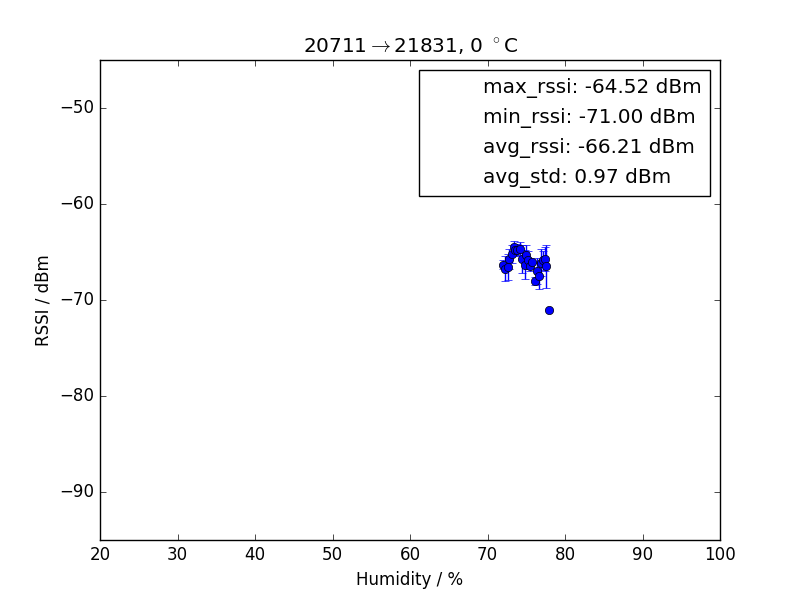 20711→21831, 0 °C
max_rssi: -64.52 dBm
min_rssi: -71.00 dBm
avg_rssi: -66.21 dBm
avg_std: 0.97 dBm
RSSI / dBm
−50
−60
−70
−80
−90
20 30 40 50 60 70 80 90 100
Humidity / %